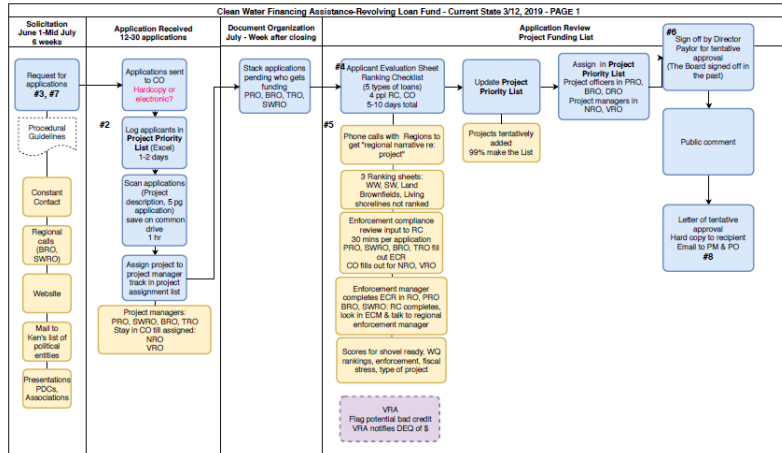 Clean Water Financing Assistance-Revolving Loan Fund - Current State 3/12, 2019 - PAGE 1
Solicitation
June 1-Mid July
6 weeks
Application Received
12-30 applications
Document Organization
July - Week after closing
Application Review
Project Funding List
Request for
applications
#3, #7
Procedural
Guidelines
Constant
Contact
Regional
calls
(BRO,
SWRO)
Website
Mail to
Ken's list of
political
entities
Presentations
PDCs,
Associations
Applications sent
to CO
Hardcopy or
electronic?
#2
Log applicants in
Project Priority
List (Excel)
1-2 days
Scan applications
(Project
description, 5 pg
application)
save on common
drive
1 hr
Assign project to
project manager
track in project
assignment list
Project managers:
PRO, SWRO, BRO, TRO
Stay in CO till assigned:
NRO
VRO
Stack applications
pending who gets
funding
PRO, BRO, TRO,
SWRO
#4
Applicant Evaluation Sheet
Ranking Checklist
(5 types of loans)
4 ppl RC, CO
5-10 days total
#5
Phone calls with Regions to
get "regional narrative re:
project"
3 Ranking sheets:
WW, SW, Land
Brownfields, Living
shorelines not ranked
Enforcement compliance
review input to RC
30 mins per application
PRO, SWRO, BRO, TRO fill
out ECR
CO fills out for NRO, VRO
Enforcement manager
completes ECR in RO, PRO
BRO, SWRO: RC completes,
look in ECM & talk to regional
enforcement manager
Scores for shovel ready, WQ
rankings, enforcement, fiscal
stress, type of project
VRA
Flag potential bad credit
VRA notifies DEQ of $
Update Project
Priority List
Projects tentatively
added
99% make the List
Assign in Project
Priority List
Project officers in PRO,
BRO, DRO
Project managers in
NRO, VRO
#6
Sign off by Director
Paylor for tentative
approval
(The Board signed off in
the past)
Public comment
Letter of tentative
approval
Hard copy to recipient
Email to PM & PO
#8